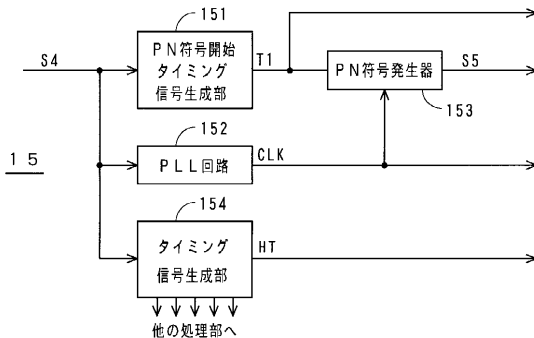 151
S4
PN符号開始
タイミング
信号生成部
T1
PN符号発生器
S5
153
152
15
PLL回路
CLK
154
タイミング
信号生成部
HT
他の処理部へ